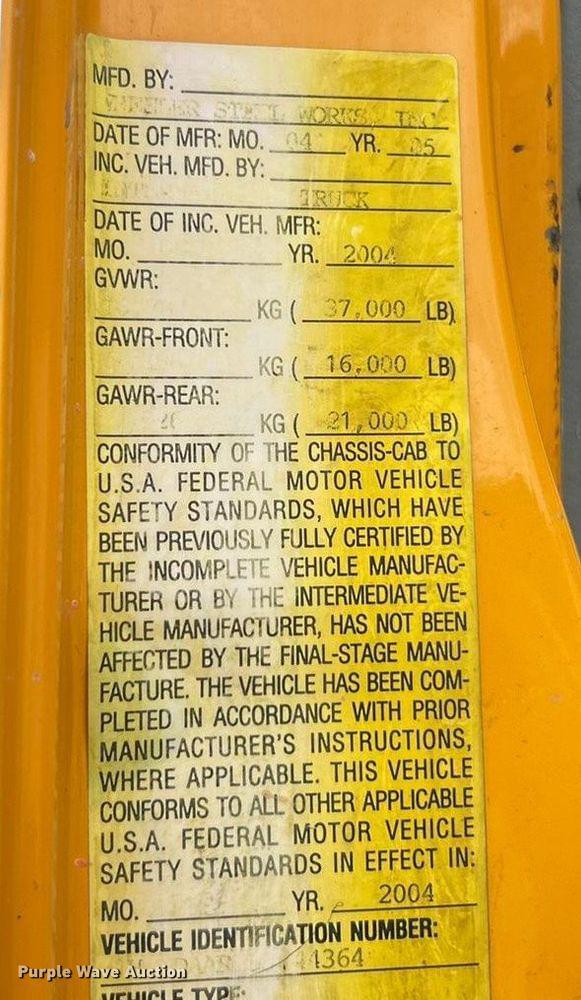 MFD. BY:
STEEL WORKS, INC
DATE OF MFR: MO. 04 YR. 05
INC. VEH. MFD. BY:
TRUCK
DATE OF INC. VEH. MFR:
MO. YR. 2004
GVWR:
KG ( 37,000 LB)
GAWR-FRONT:
KG ( 16,000 LB)
GAWR-REAR:
KG ( 21,000 LB)
CONFORMITY OF THE CHASSIS-CAB TO
U.S.A. FEDERAL MOTOR VEHICLE
SAFETY STANDARDS, WHICH HAVE
BEEN PREVIOUSLY FULLY CERTIFIED BY
THE INCOMPLETE VEHICLE MANUFAC-
TURER OR BY THE INTERMEDIATE VE-
HICLE MANUFACTURER, HAS NOT BEEN
AFFECTED BY THE FINAL-STAGE MANU-
FACTURE. THE VEHICLE HAS BEEN COM-
PLETED IN ACCORDANCE WITH PRIOR
MANUFACTURER'S INSTRUCTIONS,
WHERE APPLICABLE. THIS VEHICLE
CONFORMS TO ALL OTHER APPLICABLE
U.S.A. FEDERAL MOTOR VEHICLE
SAFETY STANDARDS IN EFFECT IN:
MO. YR. 2004
VEHICLE IDENTIFICATION NUMBER:
Purple Wave Auction
VEHICLE TYPE: